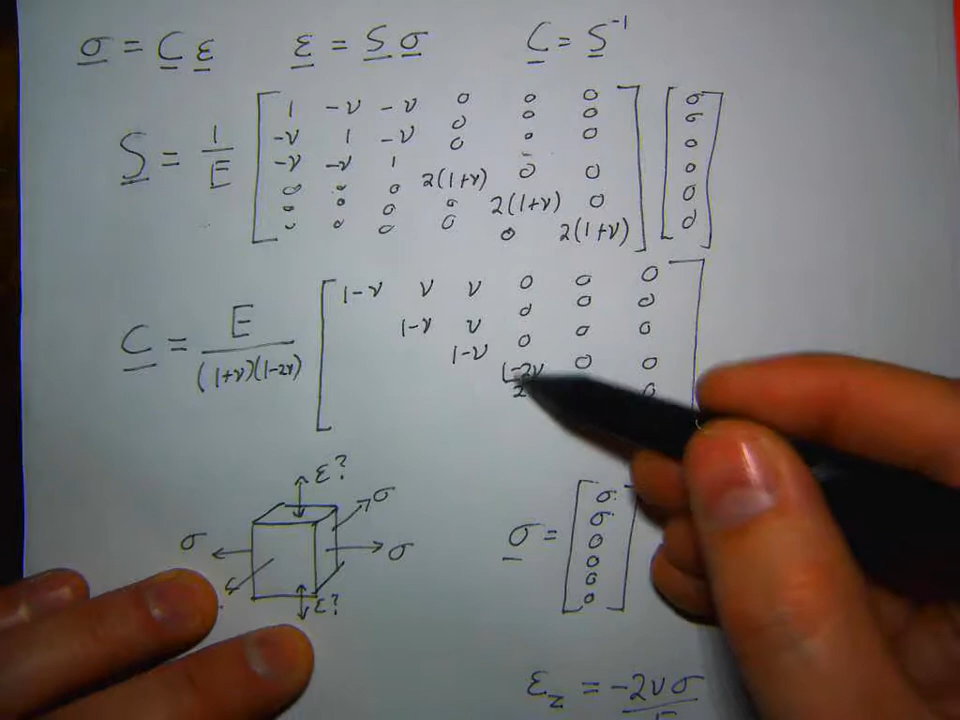 σ = C ε ε = S σ C = S⁻¹
S = 1/E [ 1 -ν -ν 0 0 0 [ σ
-ν 1 -ν 0 0 0 σ
-ν -ν 1 0 0 0 0
0 0 0 2(1+ν) 0 0 0
0 0 0 0 2(1+ν) 0 0
0 0 0 0 0 2(1+ν) ] 0 ]
C = E/((1+ν)(1-2ν)) [ 1-ν ν ν 0 0 0
1-ν ν 0 0 0
1-ν 0 0 0
(1-2ν)/2 0 0
0 ]
ε?
σ
σ σ
ε?
σ = [ σ
σ
0
0
0
0 ]
ε_z = -2νσ